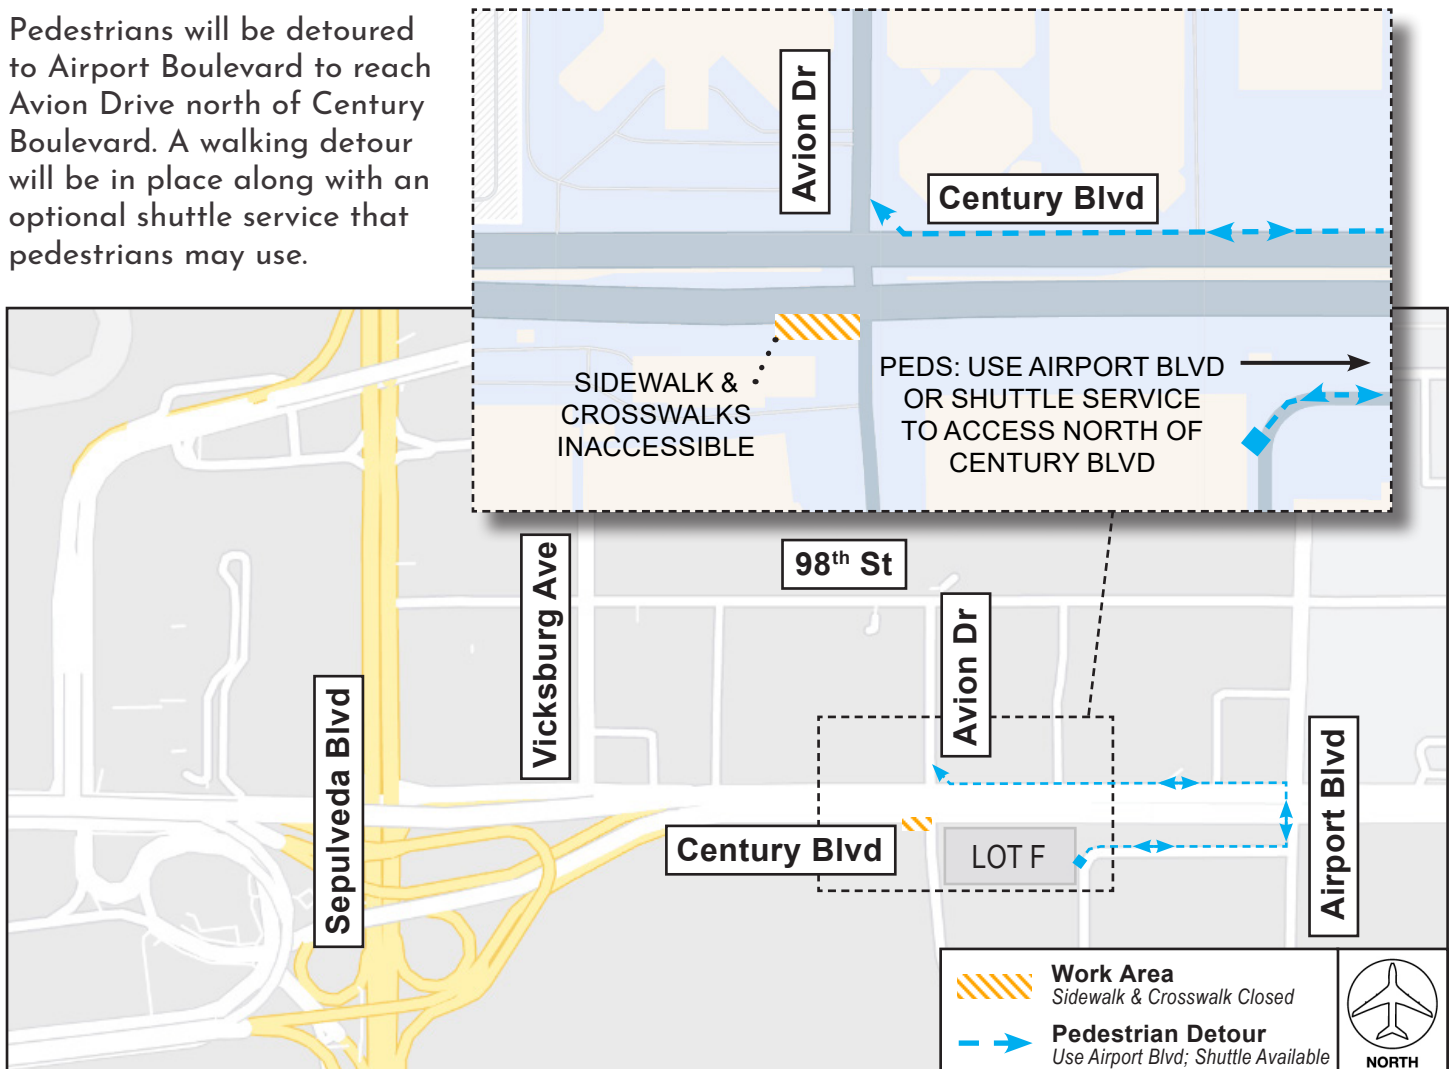 Pedestrians will be detoured
to Airport Boulevard to reach
Avion Drive north of Century
Boulevard. A walking detour
will be in place along with an
optional shuttle service that
pedestrians may use.
Avion Dr
Century Blvd
SIDEWALK &
CROSSWALKS
INACCESSIBLE
PEDS: USE AIRPORT BLVD
OR SHUTTLE SERVICE
TO ACCESS NORTH OF
CENTURY BLVD
98th St
Vicksburg Ave
Avion Dr
Sepulveda Blvd
Century Blvd
LOT F
Airport Blvd
Work Area
Sidewalk & Crosswalk Closed
Pedestrian Detour
Use Airport Blvd; Shuttle Available
NORTH